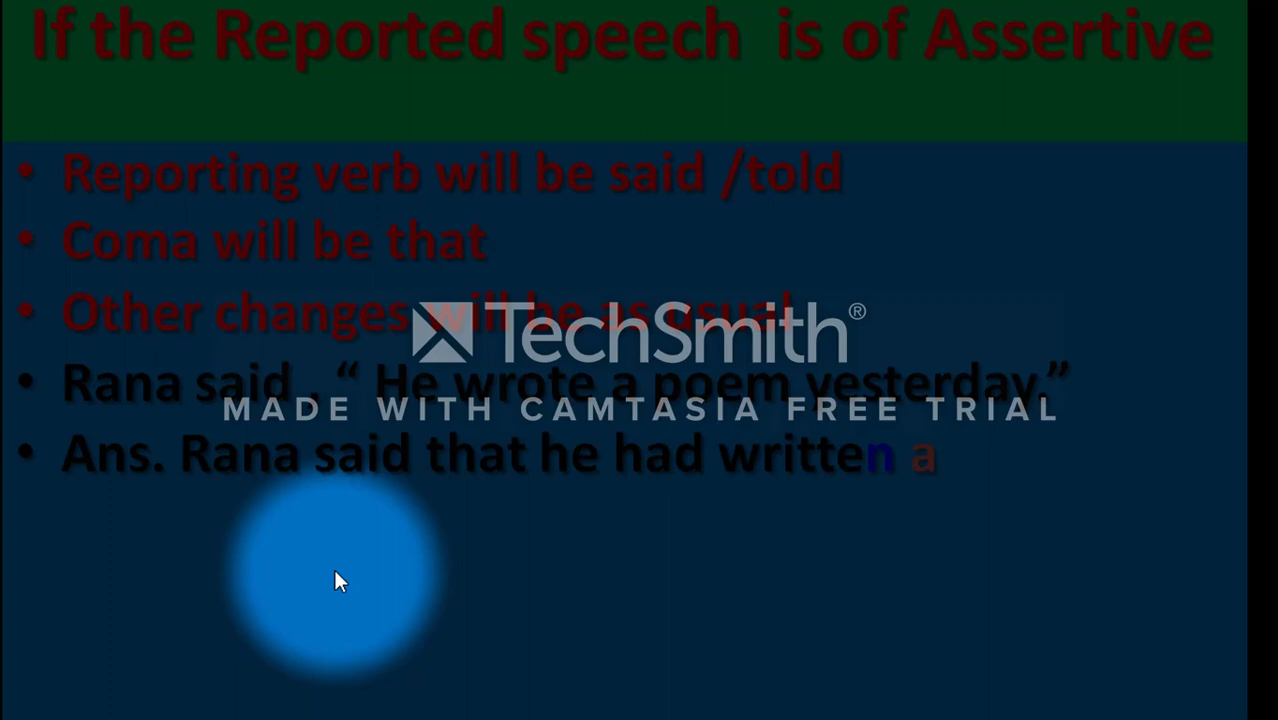 If the Reported speech is of Assertive
• Reporting verb will be said /told
• Coma will be that
• Other changes will be as usual
TechSmith®
• Rana said , “ He wrote a poem yesterday.”
MADE WITH CAMTASIA FREE TRIAL
• Ans. Rana said that he had written a